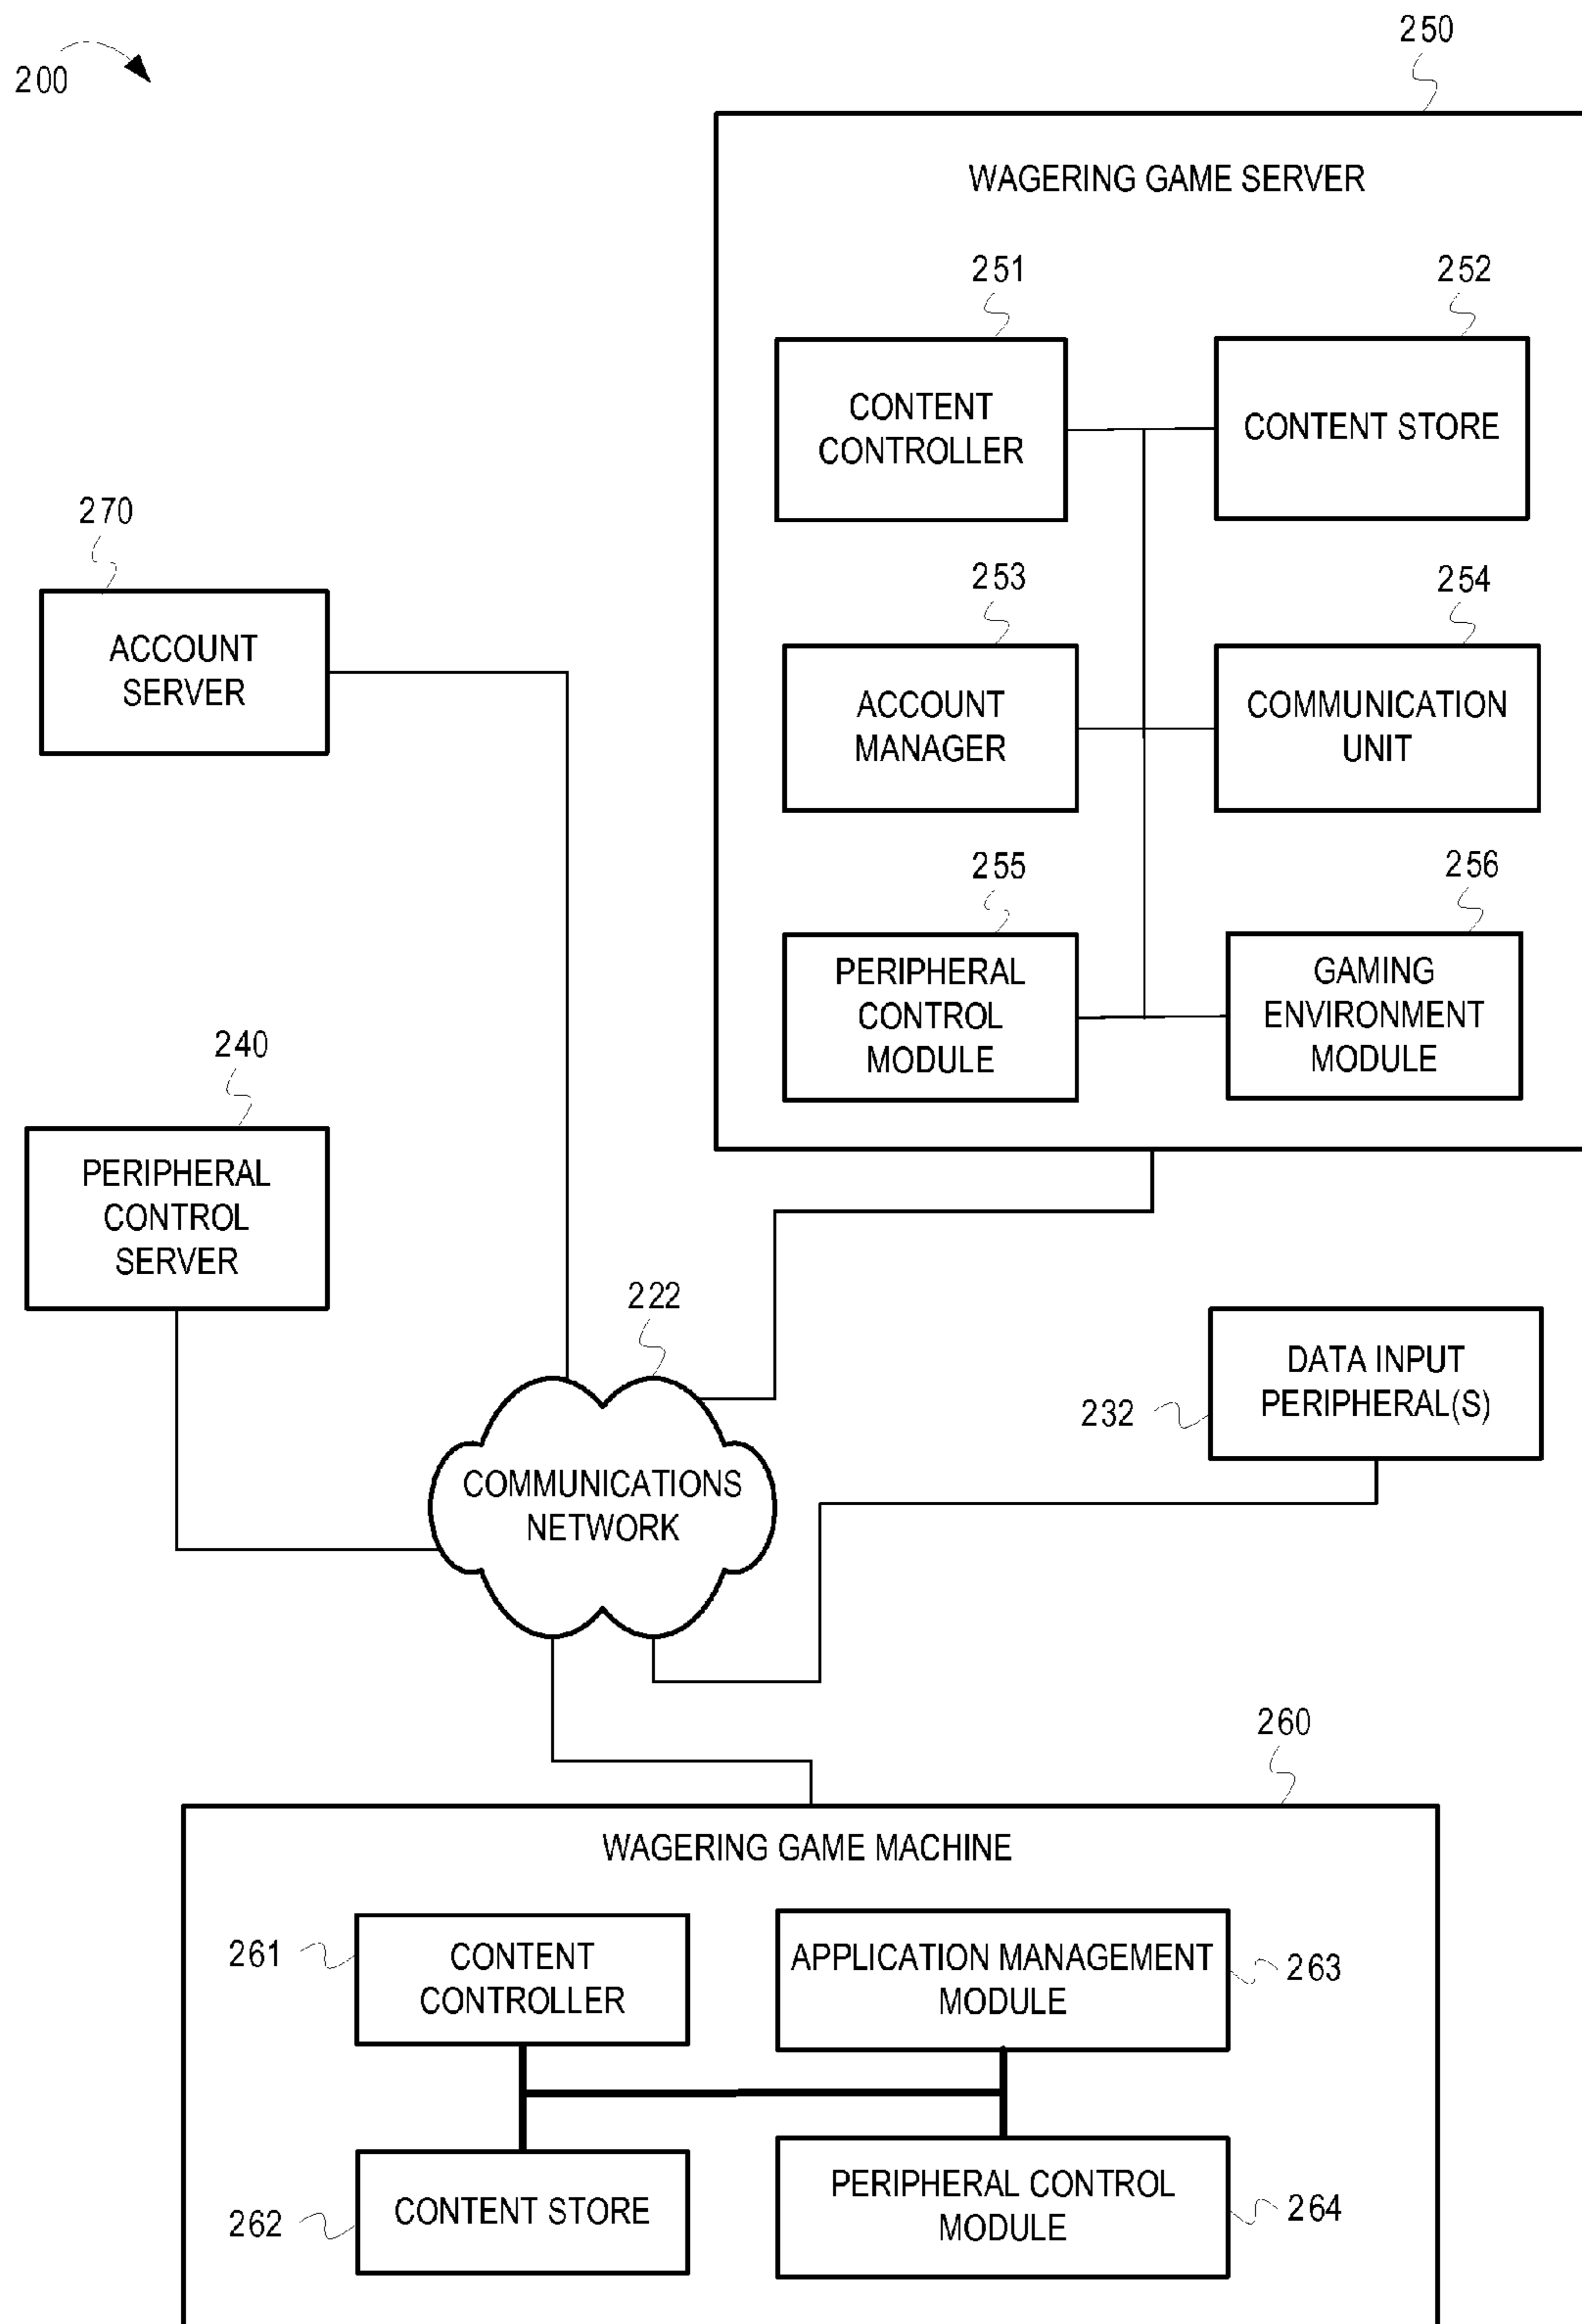 200
250
WAGERING GAME SERVER
251
252
CONTENT
CONTROLLER
CONTENT STORE
270
ACCOUNT
SERVER
253
254
ACCOUNT
MANAGER
COMMUNICATION
UNIT
255
256
PERIPHERAL
CONTROL
MODULE
GAMING
ENVIRONMENT
MODULE
240
PERIPHERAL
CONTROL
SERVER
222
COMMUNICATIONS
NETWORK
232
DATA INPUT
PERIPHERAL(S)
260
WAGERING GAME MACHINE
261
CONTENT
CONTROLLER
APPLICATION MANAGEMENT
MODULE
263
262
CONTENT STORE
PERIPHERAL CONTROL
MODULE
264